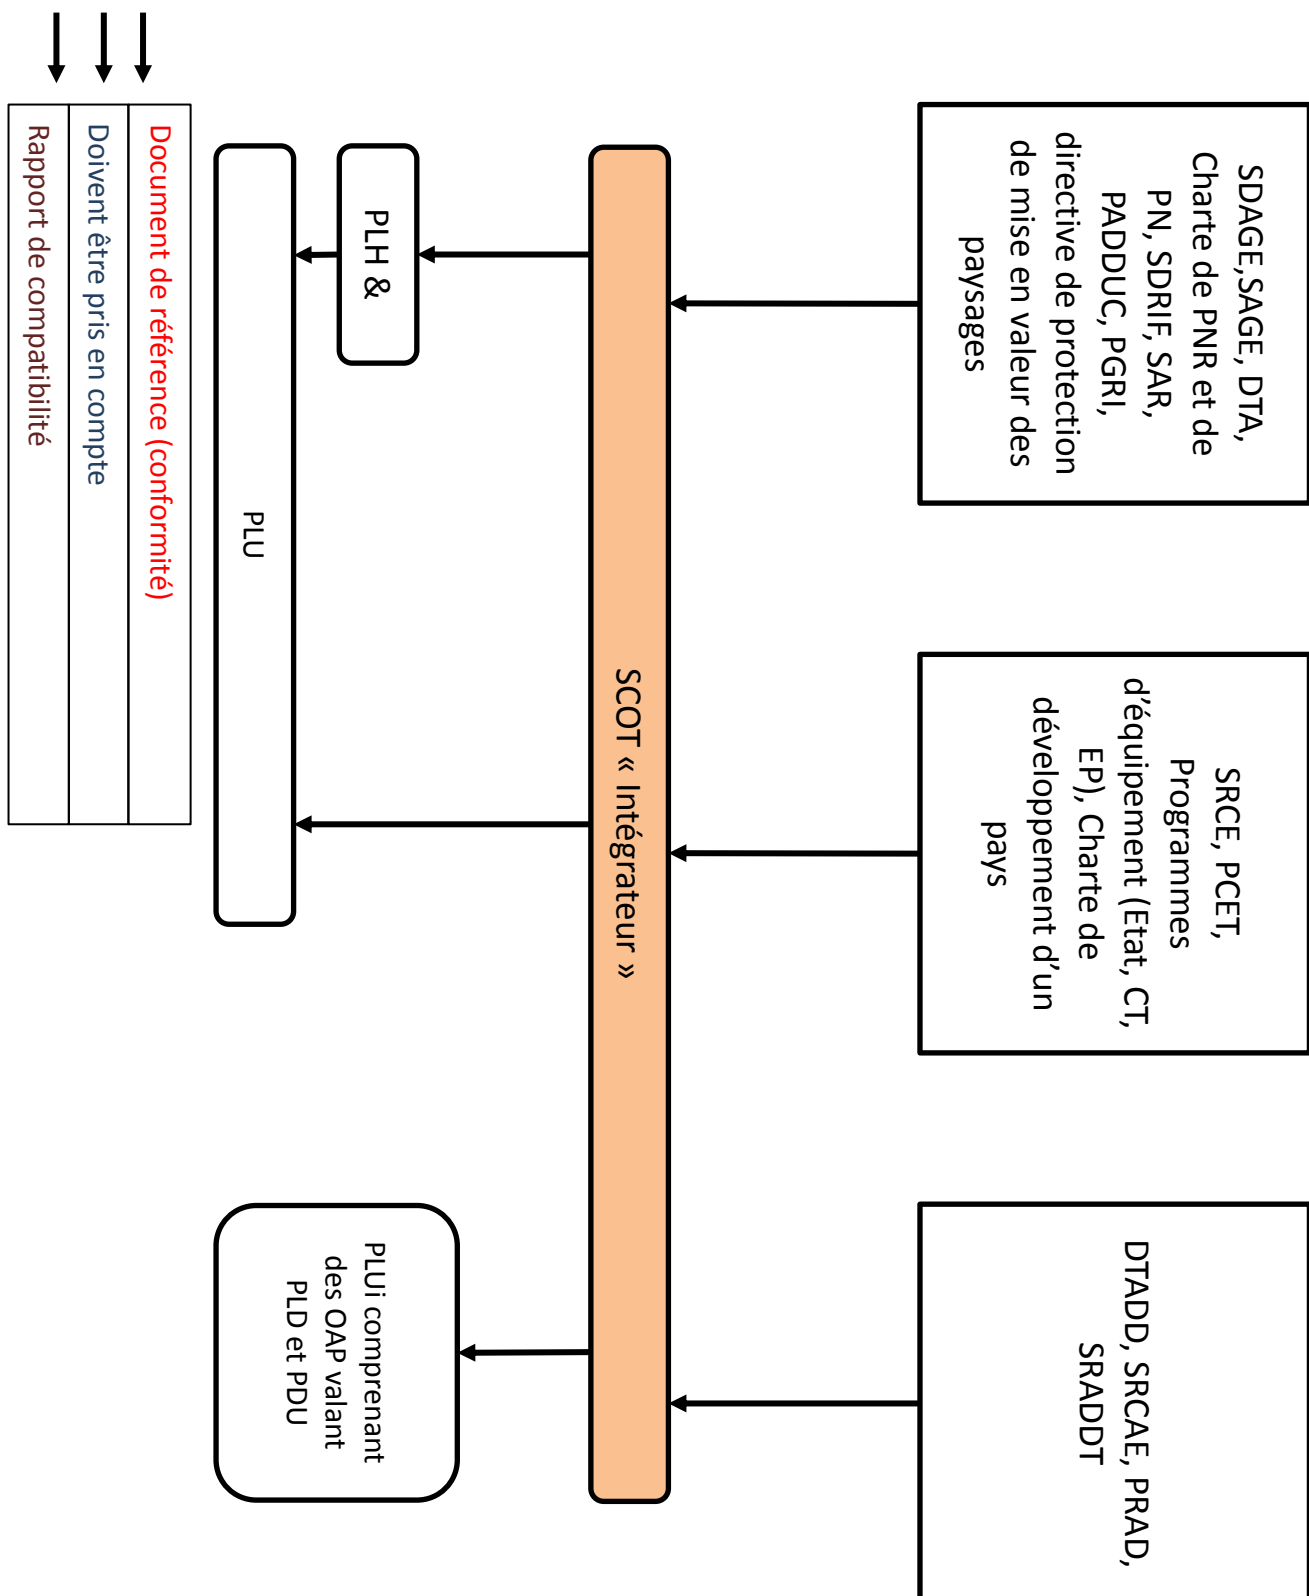 SDAGE,SAGE, DTA,
Charte de PNR et de
PN, SDRIF, SAR,
PADDUC, PGRI,
directive de protection
de mise en valeur des
paysages
SRCE, PCET,
Programmes
d'équipement (Etat, CT,
EP), Charte de
développement d'un
pays
DTADD, SRCAE, PRAD,
SRADDT
SCOT « Intégrateur »
PLH &
PLU
PLUi comprenant
des OAP valant
PLD et PDU
Document de référence (conformité)
Doivent être pris en compte
Rapport de compatibilité